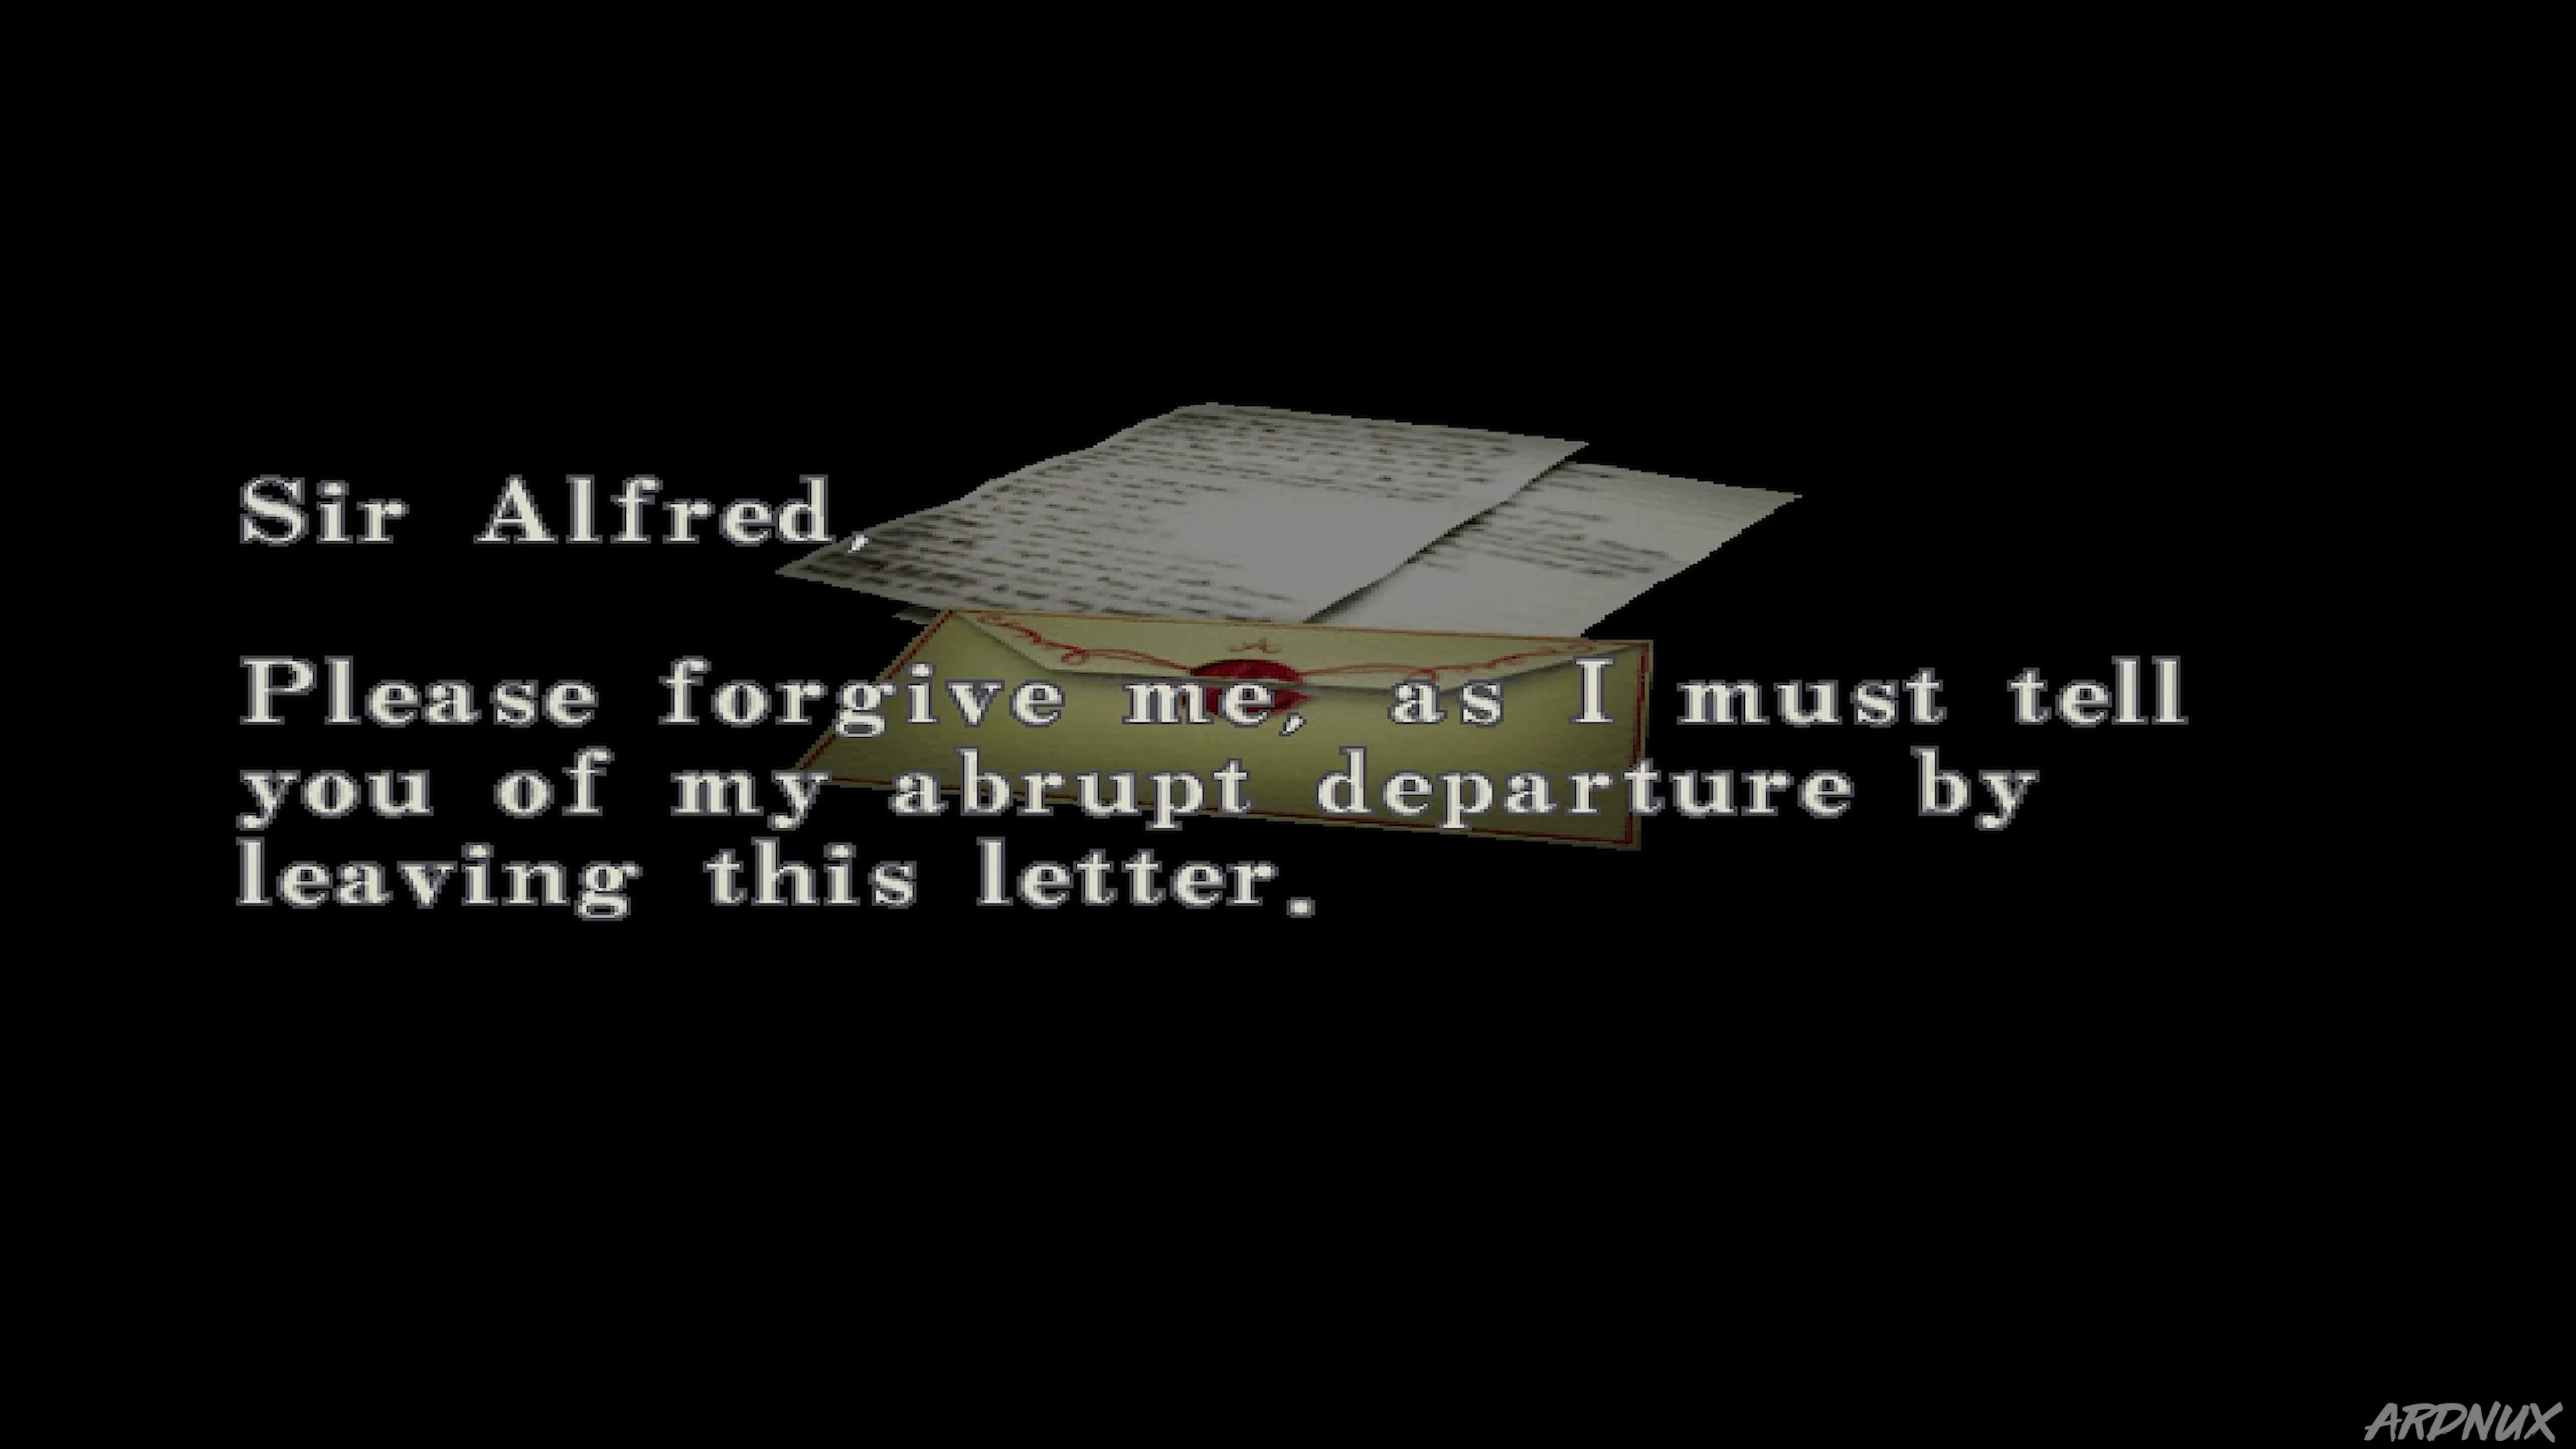 Sir Alfred,
Please forgive me, as I must tell
you of my abrupt departure by
leaving this letter.
ARDNUX